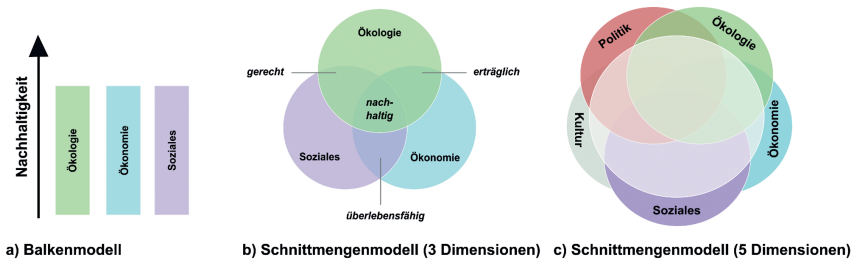 Nachhaltigkeit
Ökologie
Ökonomie
Soziales
a) Balkenmodell
Ökologie
gerecht
erträglich
nach-
haltig
Soziales
Ökonomie
überlebensfähig
b) Schnittmengenmodell (3 Dimensionen)
Politik
Ökologie
Kultur
Ökonomie
Soziales
c) Schnittmengenmodell (5 Dimensionen)